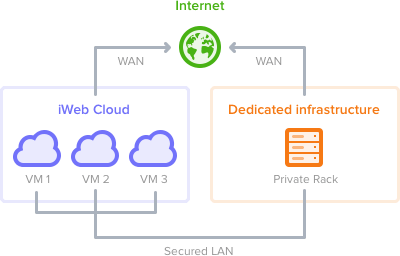 Internet
WAN
WAN
iWeb Cloud
Dedicated infrastructure
VM 1
VM 2
VM 3
Private Rack
Secured LAN